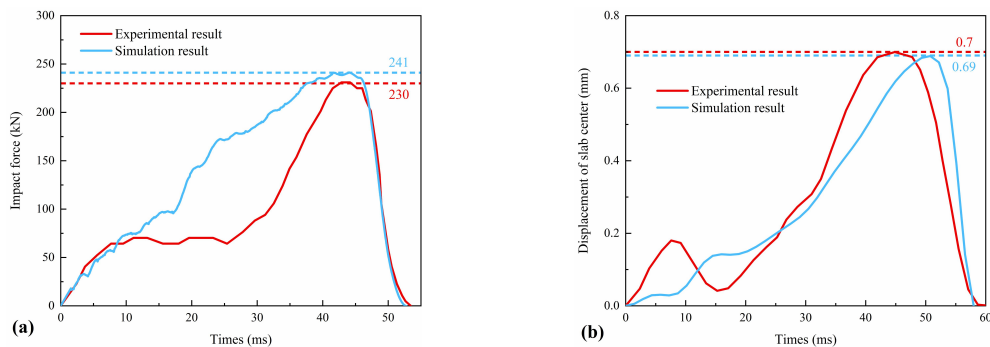 300
250
200
150
100
50
0
Impact force (kN)
Experimental result
Simulation result
241
230
0
10
20
30
40
50
Times (ms)
(a)
0.8
0.6
0.4
0.2
0.0
Displacement of slab center (mm)
0.7
0.69
Experimental result
Simulation result
0
10
20
30
40
50
60
Times (ms)
(b)